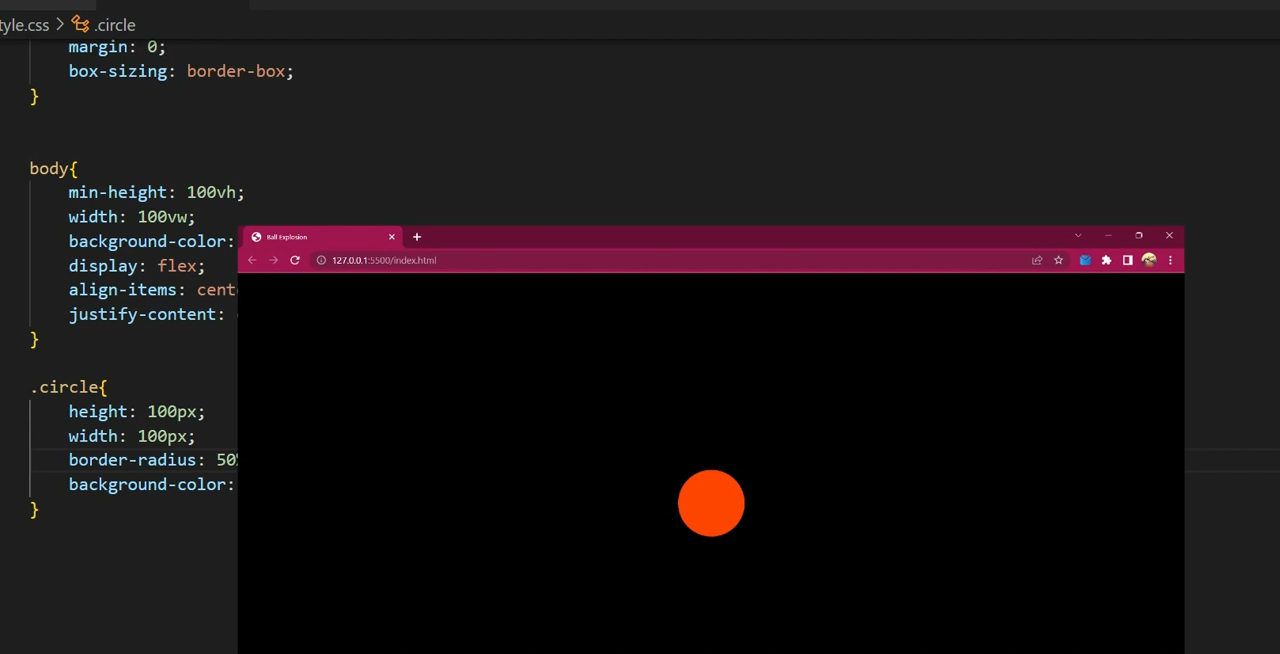 tyle.css > .circle
margin: 0;
box-sizing: border-box;
}
body{
min-height: 100vh;
width: 100vw;
background-color:
display: flex;
align-items: cent
justify-content:
}
.circle{
height: 100px;
width: 100px;
border-radius: 50%
background-color:
}
Ball Explosion
127.0.0.1:5500/index.html